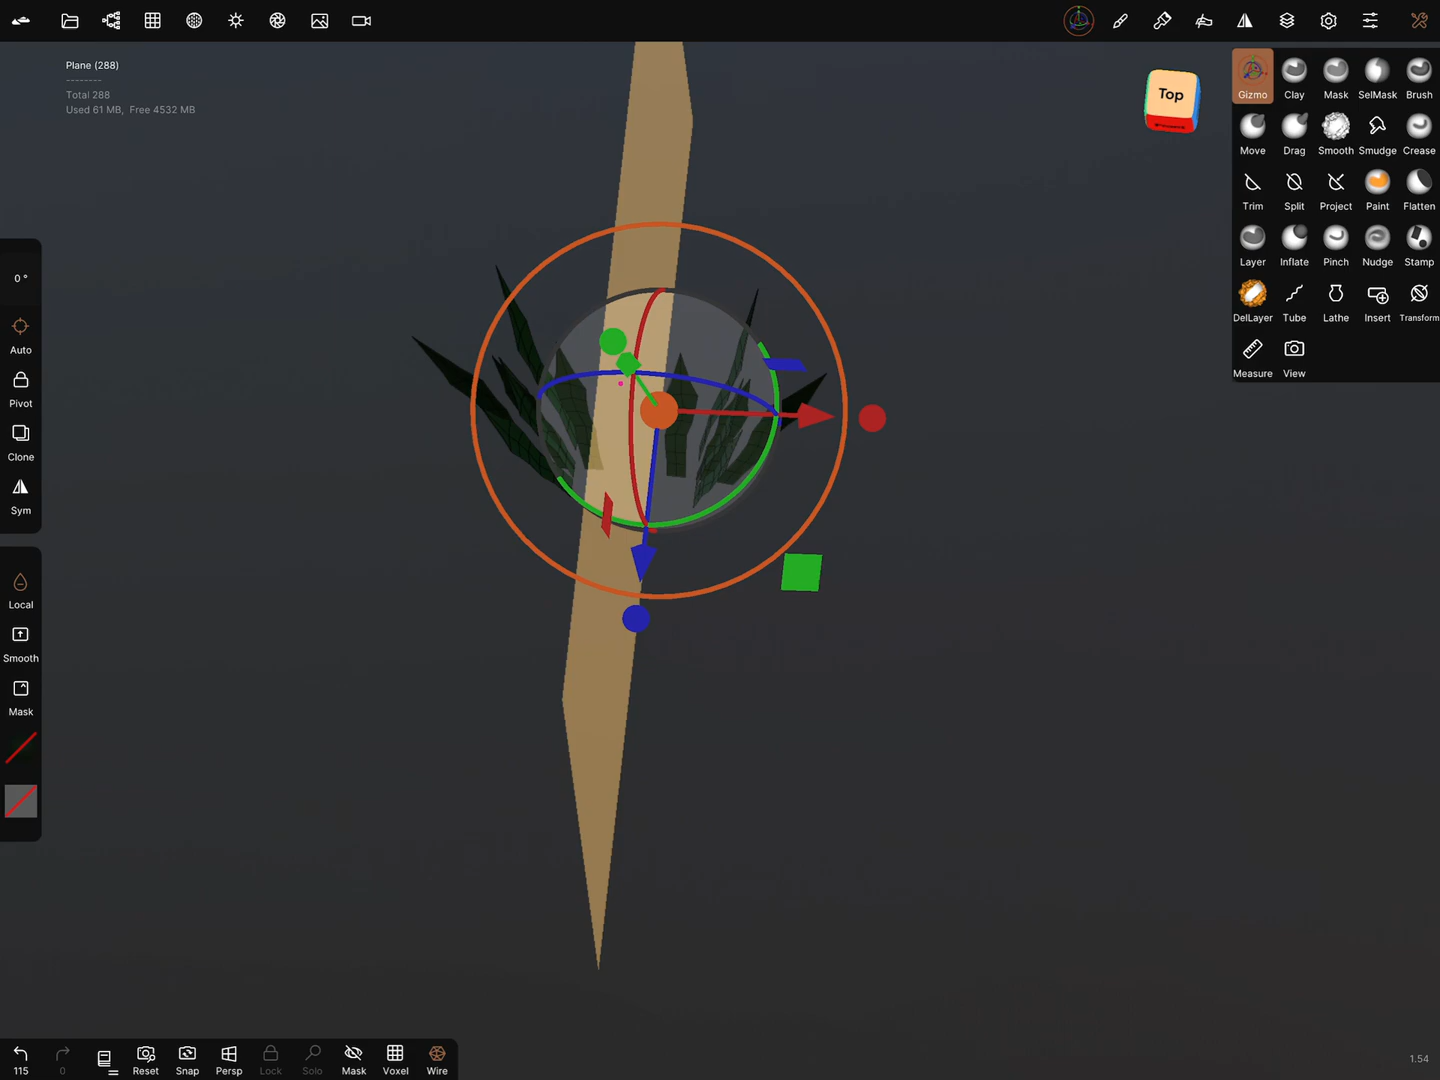 Plane (288)
--------
Total 288
Used 61 MB, Free 4532 MB
Top
Gizmo
Clay
Mask
SelMask
Brush
Move
Drag
Smooth
Smudge
Crease
Trim
Split
Project
Paint
Flatten
Layer
Inflate
Pinch
Nudge
Stamp
DelLayer
Tube
Lathe
Insert
Transform
Measure
View
0 °
Auto
Pivot
Clone
Sym
Local
Smooth
Mask
115
0
Reset
Snap
Persp
Lock
Solo
Mask
Voxel
Wire
1.54